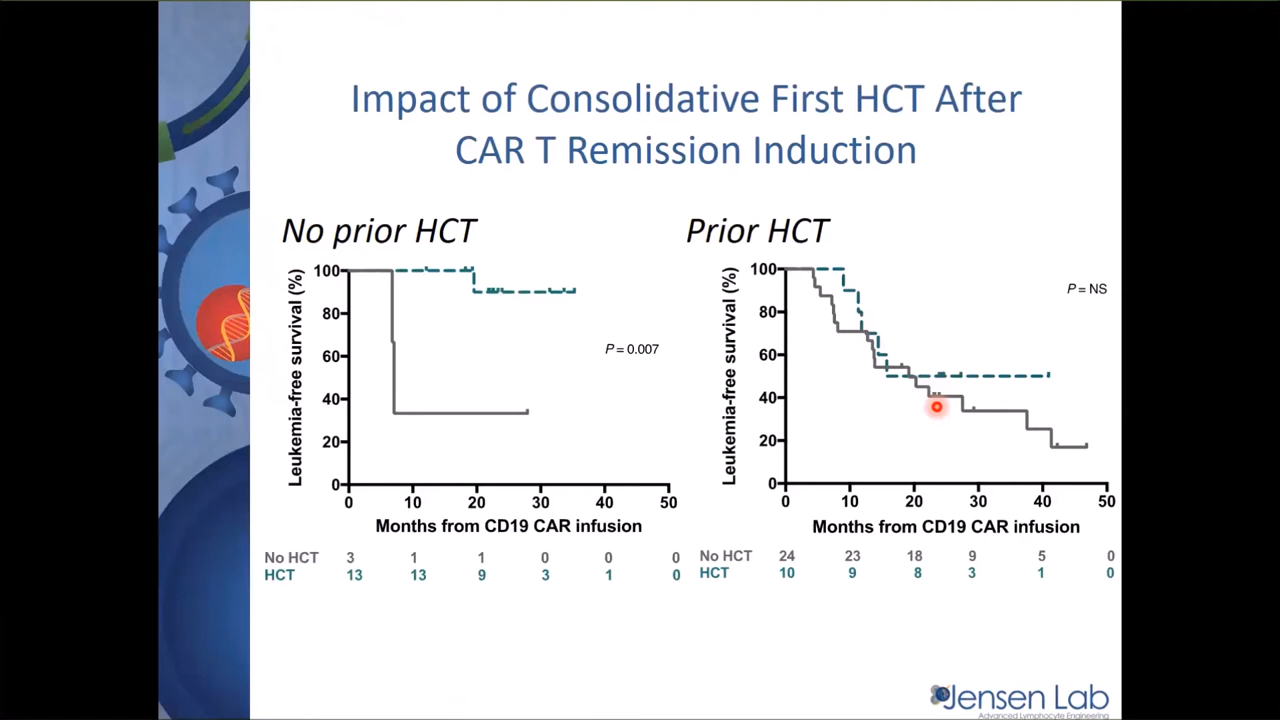 Impact of Consolidative First HCT After
CAR T Remission Induction
No prior HCT
Leukemia-free survival (%)
100
80
60
40
20
0
P = 0.007
0 10 20 30 40 50
Months from CD19 CAR infusion
No HCT 3 1 1 0 0 0
HCT 13 13 9 3 1 0
Prior HCT
Leukemia-free survival (%)
100
80
60
40
20
0
P = NS
0 10 20 30 40 50
Months from CD19 CAR infusion
No HCT 24 23 18 9 5 0
HCT 10 9 8 3 1 0
Jensen Lab
Advanced Lymphocyte Engineering